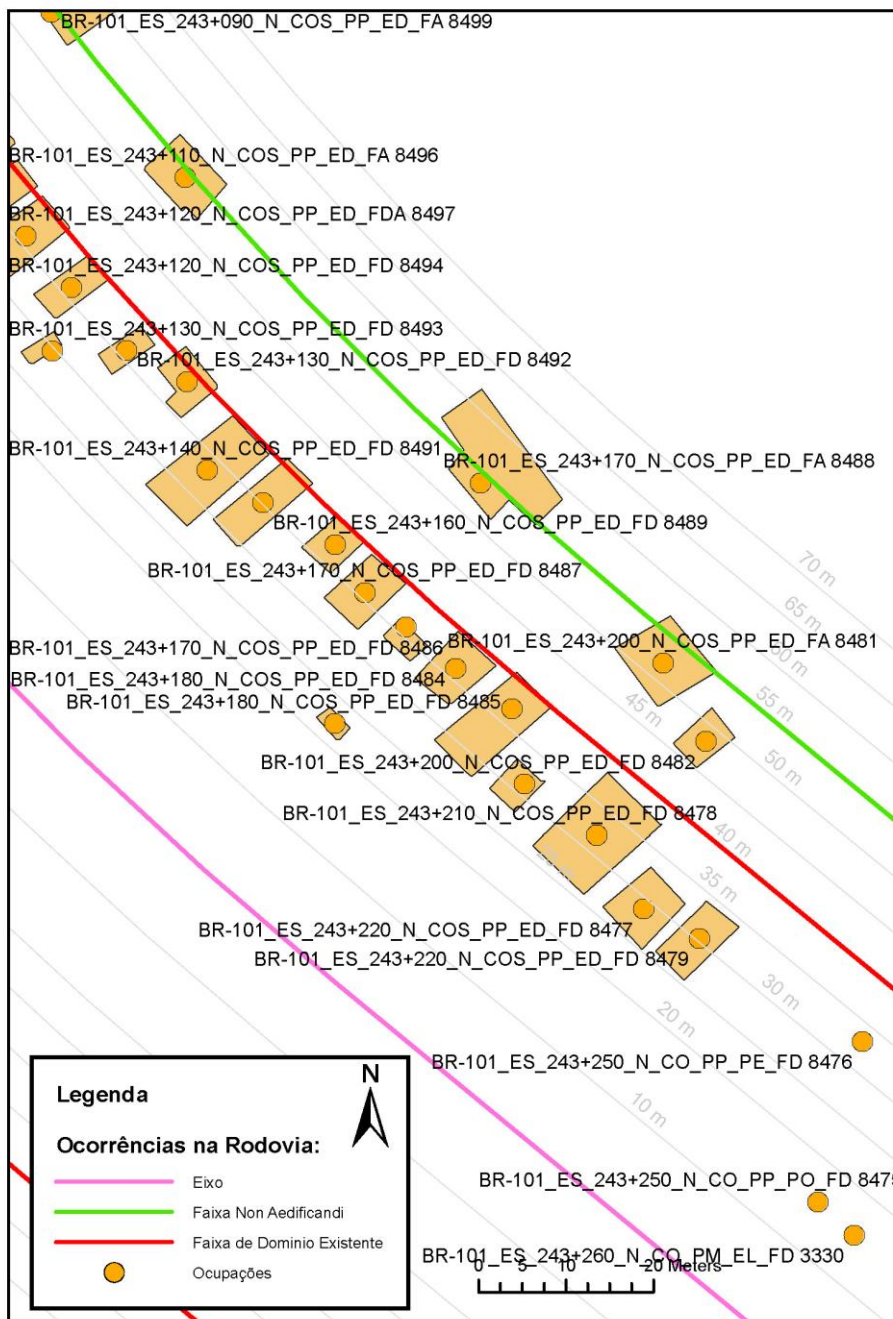 BR-101_ES_243+090_N_COS_PP_ED_FA 8499
BR-101_ES_243+110_N_COS_PP_ED_FA 8496
BR-101_ES_243+120_N_COS_PP_ED_FDA 8497
BR-101_ES_243+120_N_COS_PP_ED_FD 8494
BR-101_ES_243+130_N_COS_PP_ED_FD 8493
BR-101_ES_243+130_N_COS_PP_ED_FD 8492
BR-101_ES_243+140_N_COS_PP_ED_FD 8491
BR-101_ES_243+170_N_COS_PP_ED_FA 8488
BR-101_ES_243+160_N_COS_PP_ED_FD 8489
BR-101_ES_243+170_N_COS_PP_ED_FD 8487
70 m
65 m
60 m
55 m
50 m
45 m
40 m
35 m
30 m
20 m
10 m
BR-101_ES_243+170_N_COS_PP_ED_FD 8486
BR-101_ES_243+200_N_COS_PP_ED_FA 8481
BR-101_ES_243+180_N_COS_PP_ED_FD 8484
BR-101_ES_243+180_N_COS_PP_ED_FD 8485
BR-101_ES_243+200_N_COS_PP_ED_FD 8482
BR-101_ES_243+210_N_COS_PP_ED_FD 8478
BR-101_ES_243+220_N_COS_PP_ED_FD 8477
BR-101_ES_243+220_N_COS_PP_ED_FD 8479
BR-101_ES_243+250_N_CO_PP_PE_FD 8476
BR-101_ES_243+250_N_CO_PP_PO_FD 8475
BR-101_ES_243+260_N_CO_PM_EL_FD 3330
0 5 10 20 Meters
N
Legenda
Ocorrências na Rodovia:
Eixo
Faixa Non Aedificandi
Faixa de Dominio Existente
Ocupações